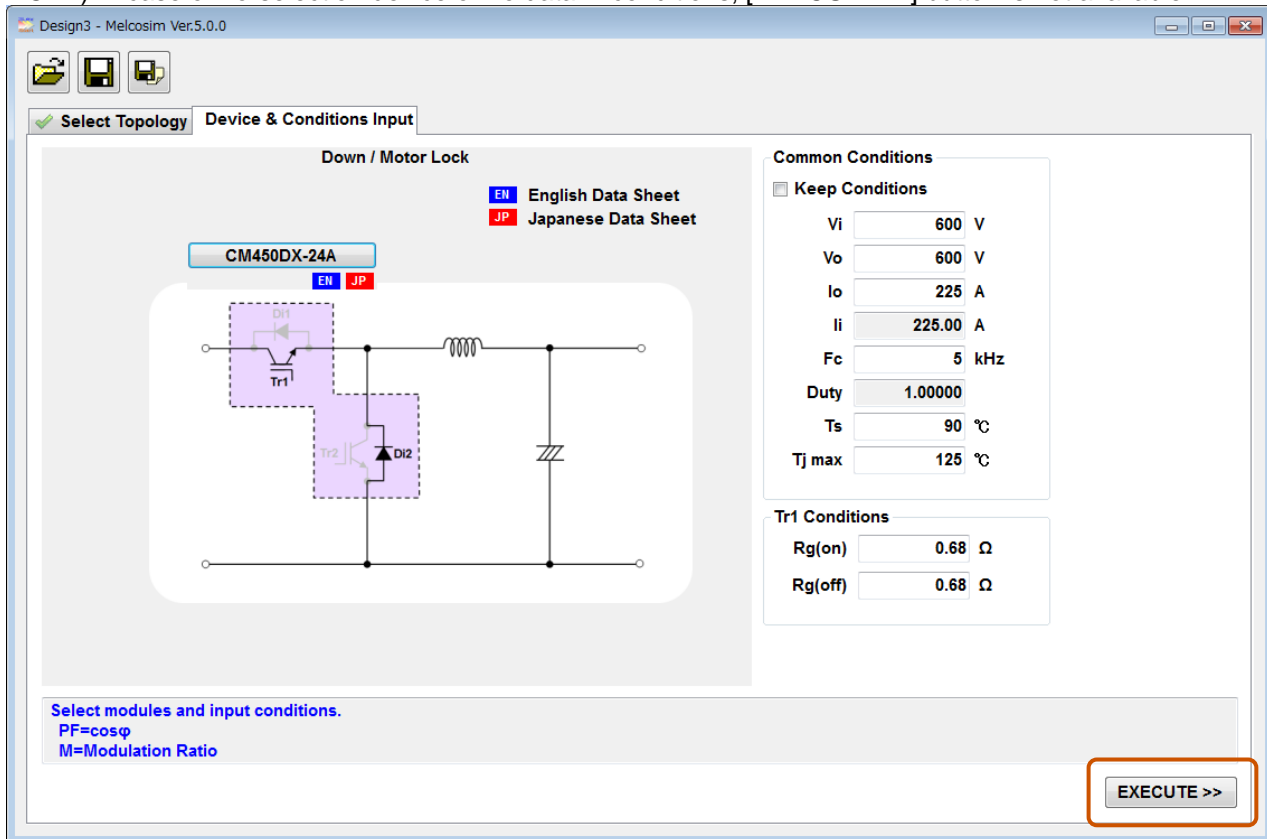 Design3 - Melcosim Ver.5.0.0
Select Topology
Device & Conditions Input
Down / Motor Lock
EN English Data Sheet
JP Japanese Data Sheet
CM450DX-24A
EN JP
Di1
Tr1
Tr2
Di2
Common Conditions
Keep Conditions
Vi 600 V
Vo 600 V
Io 225 A
Ii 225.00 A
Fc 5 kHz
Duty 1.00000
Ts 90 ℃
Tj max 125 ℃
Tr1 Conditions
Rg(on) 0.68 Ω
Rg(off) 0.68 Ω
Select modules and input conditions.
PF=cosφ
M=Modulation Ratio
EXECUTE >>